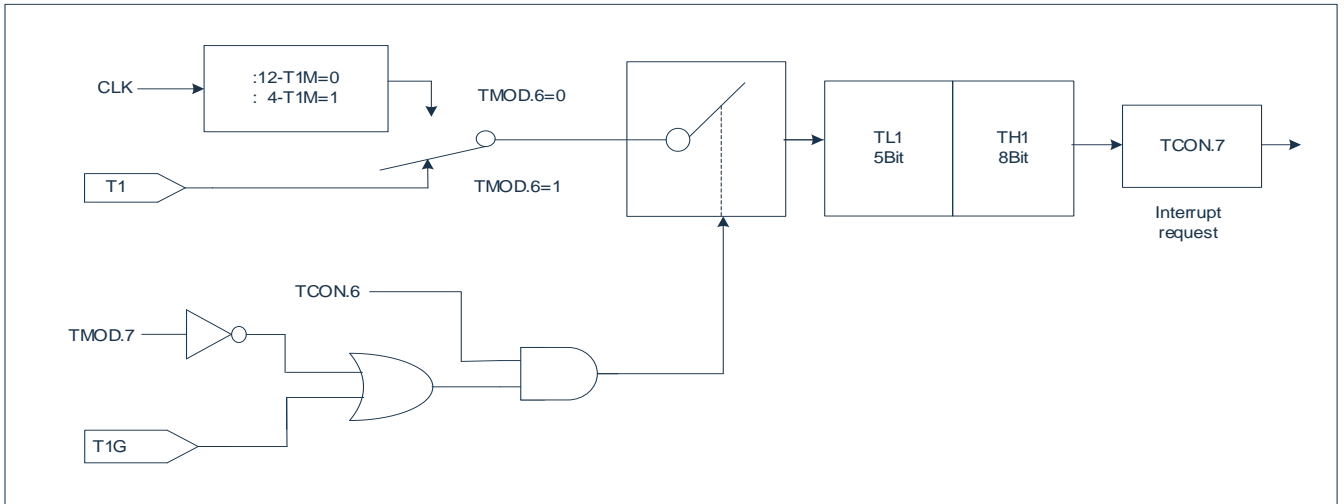 :12-T1M=0
: 4-T1M=1
CLK
TMOD.6=0
TL1
5Bit
TH1
8Bit
TCON.7
T1
TMOD.6=1
Interrupt
request
TCON.6
TMOD.7
T1G